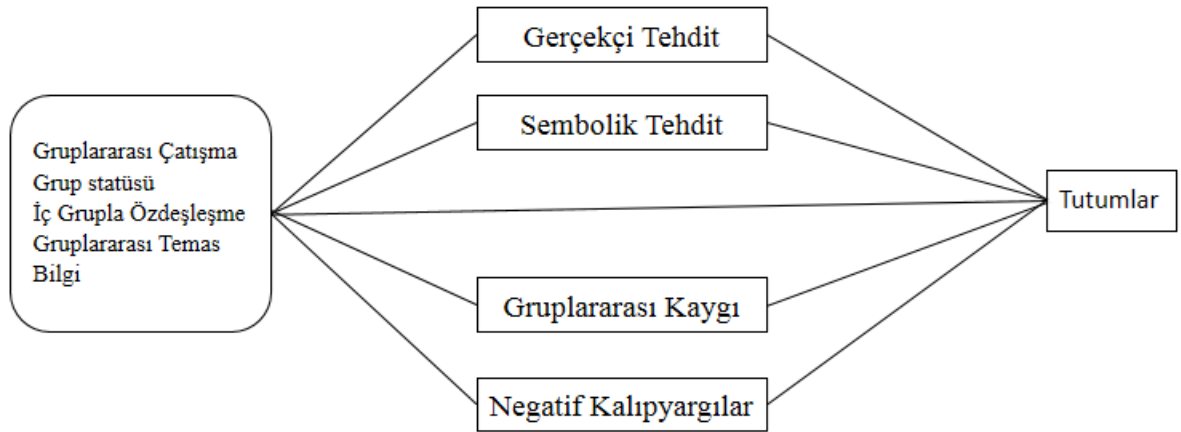 Gruplararası Çatışma
Grup statüsü
İç Grupla Özdeşleşme
Gruplararası Temas
Bilgi
Gerçekçi Tehdit
Sembolik Tehdit
Gruplararası Kaygı
Negatif Kalıpyargılar
Tutumlar